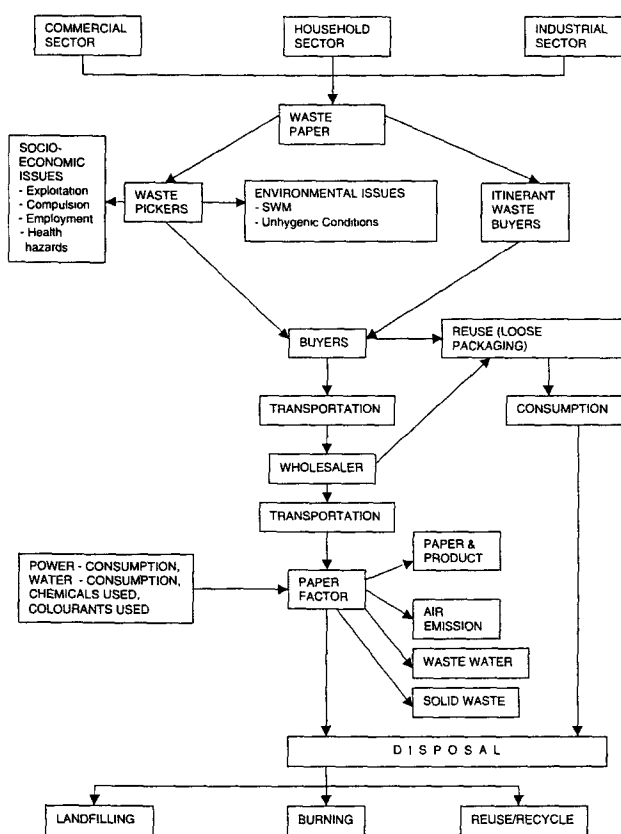 COMMERCIAL
SECTOR
HOUSEHOLD
SECTOR
INDUSTRIAL
SECTOR
WASTE
PAPER
SOCIO-
ECONOMIC
ISSUES
- Exploitation
- Compulsion
- Employment
- Health
hazards
WASTE
PICKERS
ENVIRONMENTAL ISSUES
- SWM
- Unhygenic Conditions
ITINERANT
WASTE
BUYERS
BUYERS
REUSE (LOOSE
PACKAGING)
TRANSPORTATION
CONSUMPTION
WHOLESALER
TRANSPORTATION
POWER - CONSUMPTION,
WATER - CONSUMPTION,
CHEMICALS USED,
COLOURANTS USED
PAPER
FACTOR
PAPER &
PRODUCT
AIR
EMISSION
WASTE WATER
SOLID WASTE
DISPOSAL
LANDFILLING
BURNING
REUSE/RECYCLE